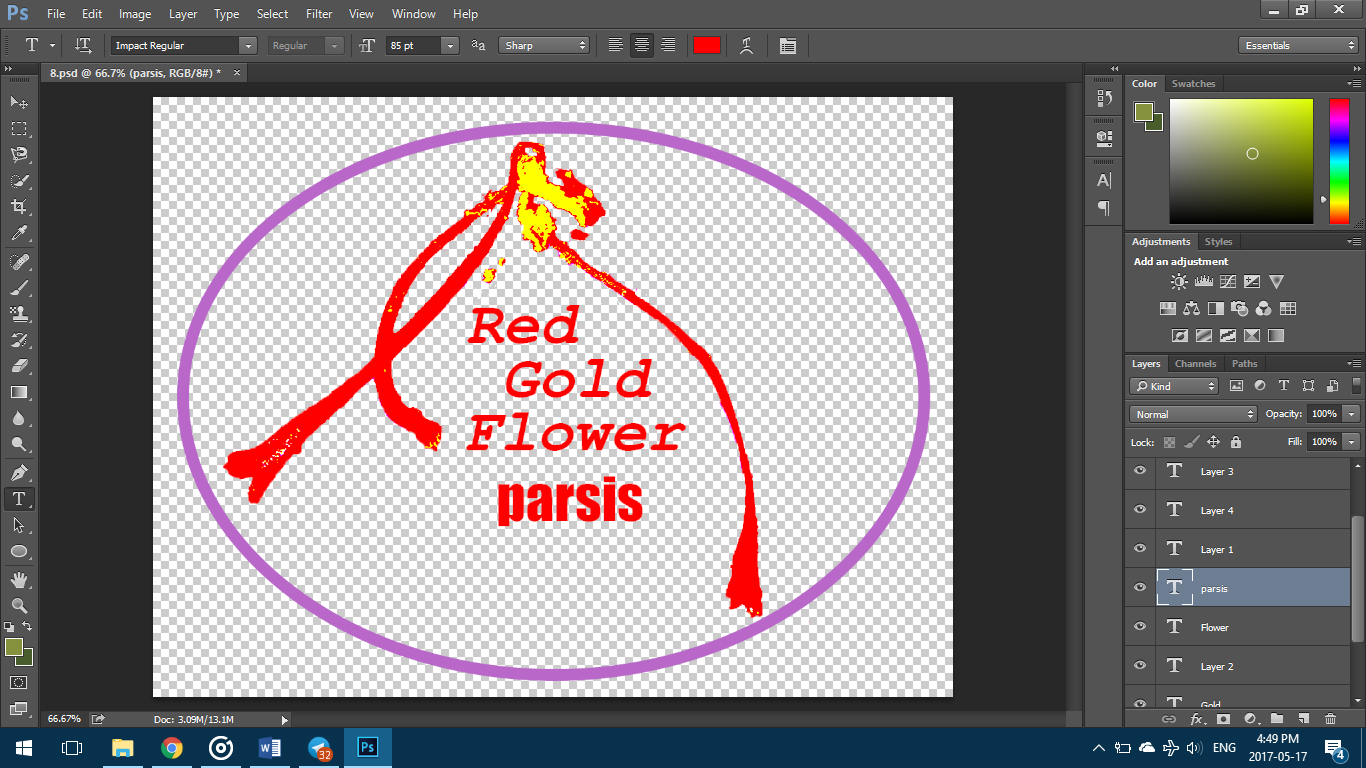 Ps File Edit Image Layer Type Select Filter View Window Help
T Impact Regular Regular 85 pt Sharp Essentials
8.psd @ 66.7% (parsis, RGB/8#) * ×
Color Swatches
Adjustments Styles
Add an adjustment
Red
Gold
Flower
parsis
Layers Channels Paths
Kind
Normal Opacity: 100%
Lock: Fill: 100%
T Layer 3
T Layer 4
T Layer 1
T parsis
T Flower
T Layer 2
T Gold
66.67% Doc: 3.09M/13.1M
32 Ps ENG 4:49 PM
2017-05-17 4